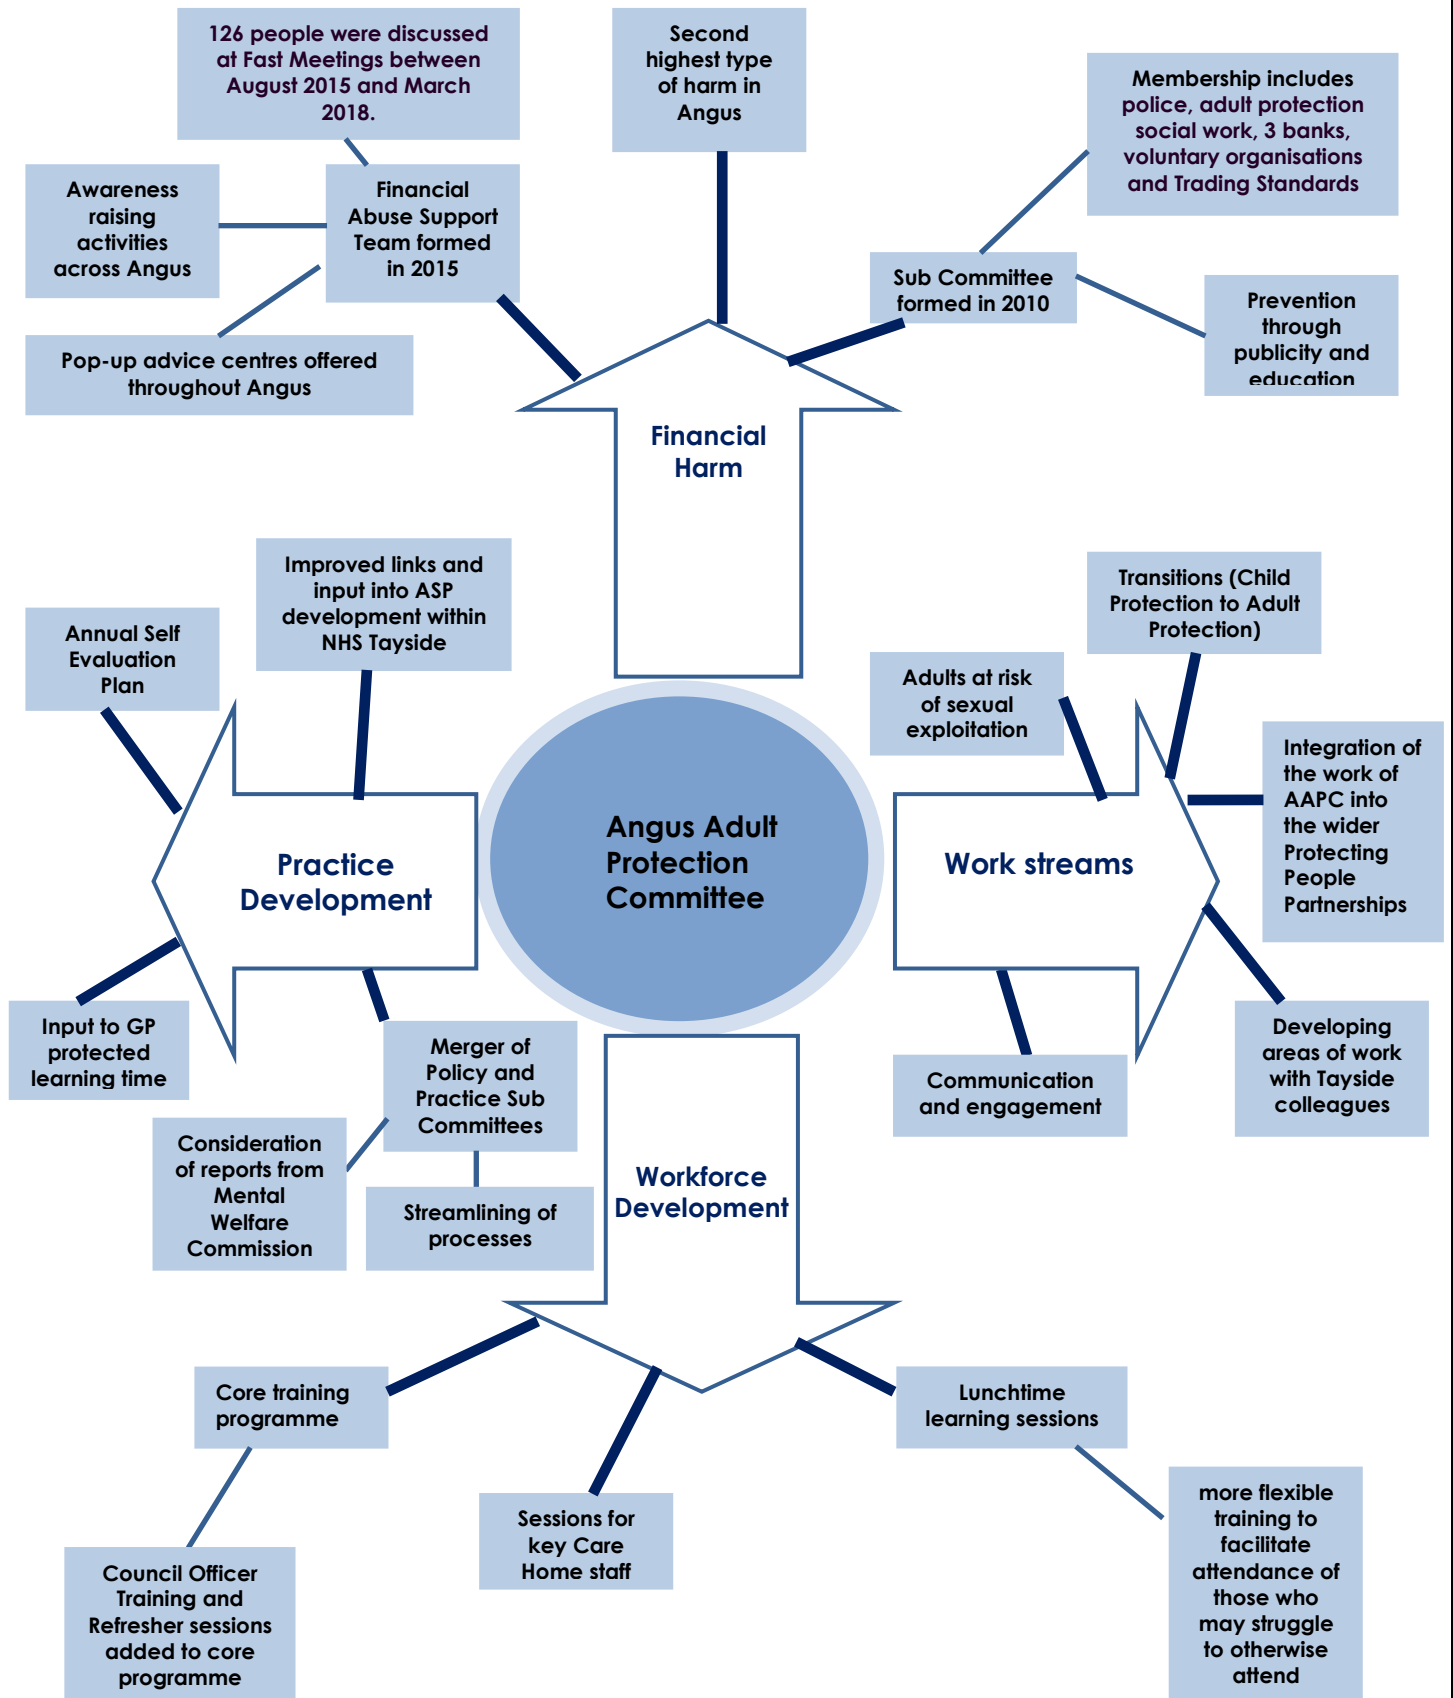 126 people were discussed
at Fast Meetings between
August 2015 and March
2018.
Second
highest type
of harm in
Angus
Membership includes
police, adult protection
social work, 3 banks,
voluntary organisations
and Trading Standards
Awareness
raising
activities
across Angus
Financial
Abuse Support
Team formed
in 2015
Sub Committee
formed in 2010
Prevention
through
publicity and
education
Pop-up advice centres offered
throughout Angus
Financial
Harm
Improved links and
input into ASP
development within
NHS Tayside
Transitions (Child
Protection to Adult
Protection)
Annual Self
Evaluation
Plan
Adults at risk
of sexual
exploitation
Integration of
the work of
AAPC into
the wider
Protecting
People
Partnerships
Practice
Development
Angus Adult
Protection
Committee
Work streams
Input to GP
protected
learning time
Merger of
Policy and
Practice Sub
Committees
Communication
and engagement
Developing
areas of work
with Tayside
colleagues
Consideration
of reports from
Mental
Welfare
Commission
Streamlining of
processes
Workforce
Development
Core training
programme
Lunchtime
learning sessions
Sessions for
key Care
Home staff
Council Officer
Training and
Refresher sessions
added to core
programme
more flexible
training to
facilitate
attendance of
those who
may struggle
to otherwise
attend